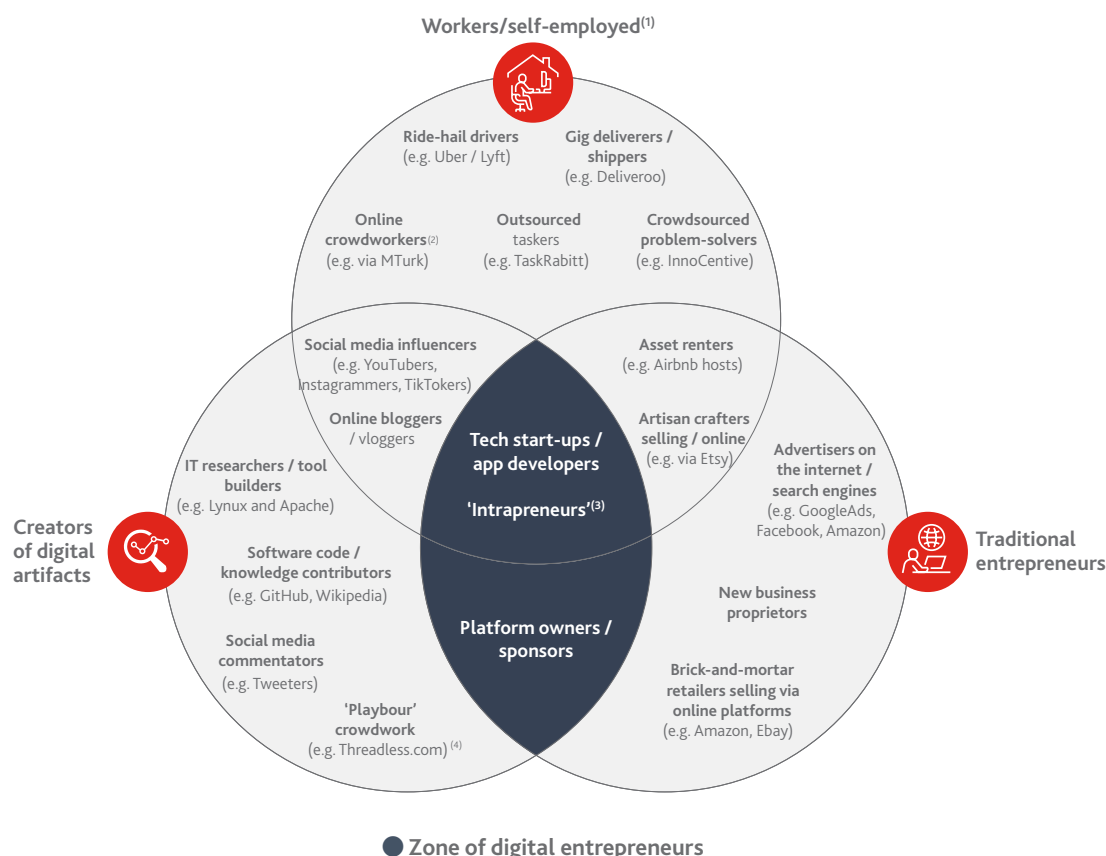 Workers/self-employed(1)
Ride-hail drivers
(e.g. Uber / Lyft)
Gig deliverers /
shippers
(e.g. Deliveroo)
Online
crowdworkers(2)
(e.g. via MTurk)
Outsourced
taskers
(e.g. TaskRabitt)
Crowdsourced
problem-solvers
(e.g. InnoCentive)
Social media influencers
(e.g. YouTubers,
Instagrammers, TikTokers)
Online bloggers
/ vloggers
Asset renters
(e.g. Airbnb hosts)
Artisan crafters
selling / online
(e.g. via Etsy)
Tech start-ups /
app developers
'Intrapreneurs'(3)
Platform owners /
sponsors
Creators
of digital
artifacts
IT researchers / tool
builders
(e.g. Lynux and Apache)
Software code /
knowledge contributors
(e.g. GitHub, Wikipedia)
Social media
commentators
(e.g. Tweeters)
'Playbour'
crowdwork
(e.g. Threadless.com) (4)
Advertisers on
the internet /
search engines
(e.g. GoogleAds,
Facebook, Amazon)
Traditional
entrepreneurs
New business
proprietors
Brick-and-mortar
retailers selling via
online platforms
(e.g. Amazon, Ebay)
Zone of digital entrepreneurs